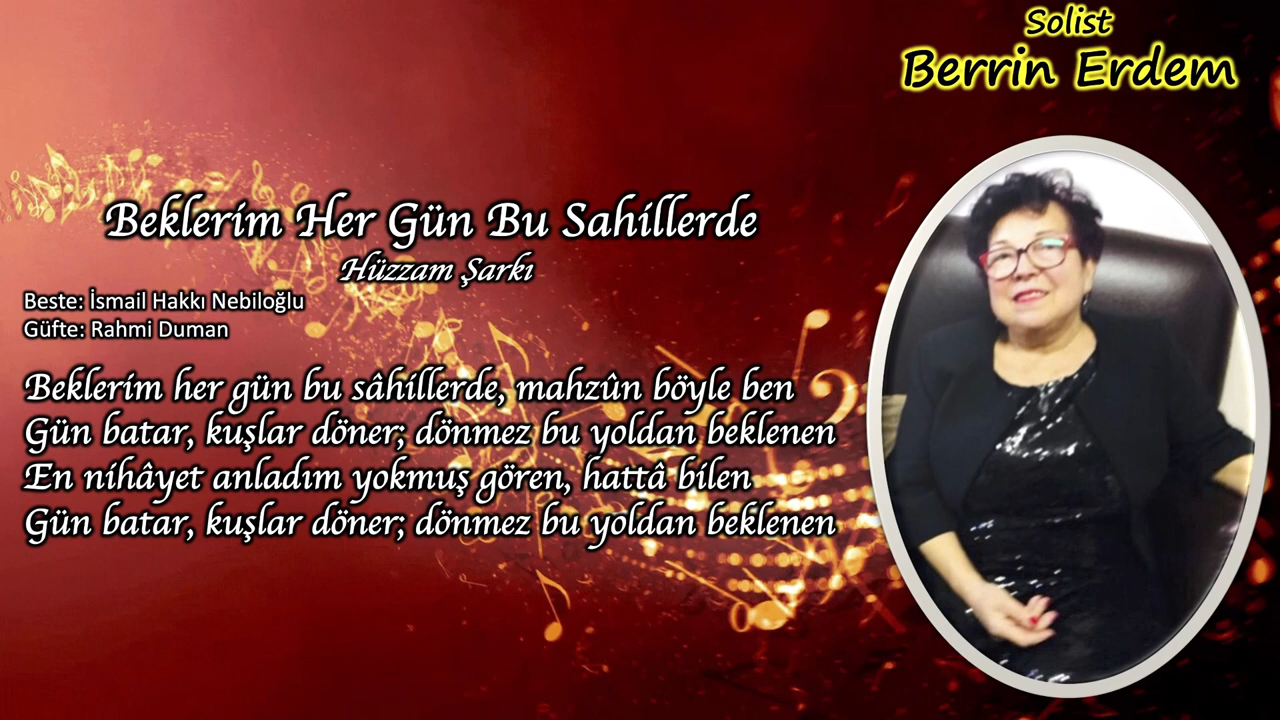 Solist
Berrin Erdem
Beklerim Her Gün Bu Sahillerde
Hüzzam Şarkı
Beste: İsmail Hakkı Nebiloğlu
Güfte: Rahmi Duman
Beklerim her gün bu sâhillerde, mahzûn böyle ben
Gün batar, kuşlar döner; dönmez bu yoldan beklenen
En nihâyet anladım yokmuş gören, hattâ bilen
Gün batar, kuşlar döner; dönmez bu yoldan beklenen